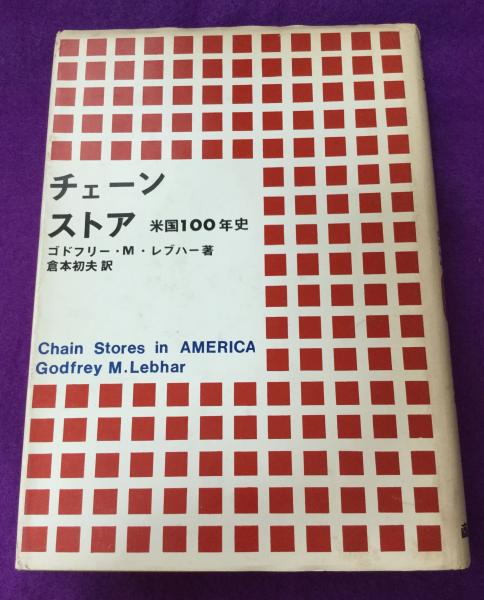 チェーン
ストア 米国100年史
ゴドフリー・M・レブハー著
倉本初夫訳
Chain Stores in AMERICA
Godfrey M.Lebhar